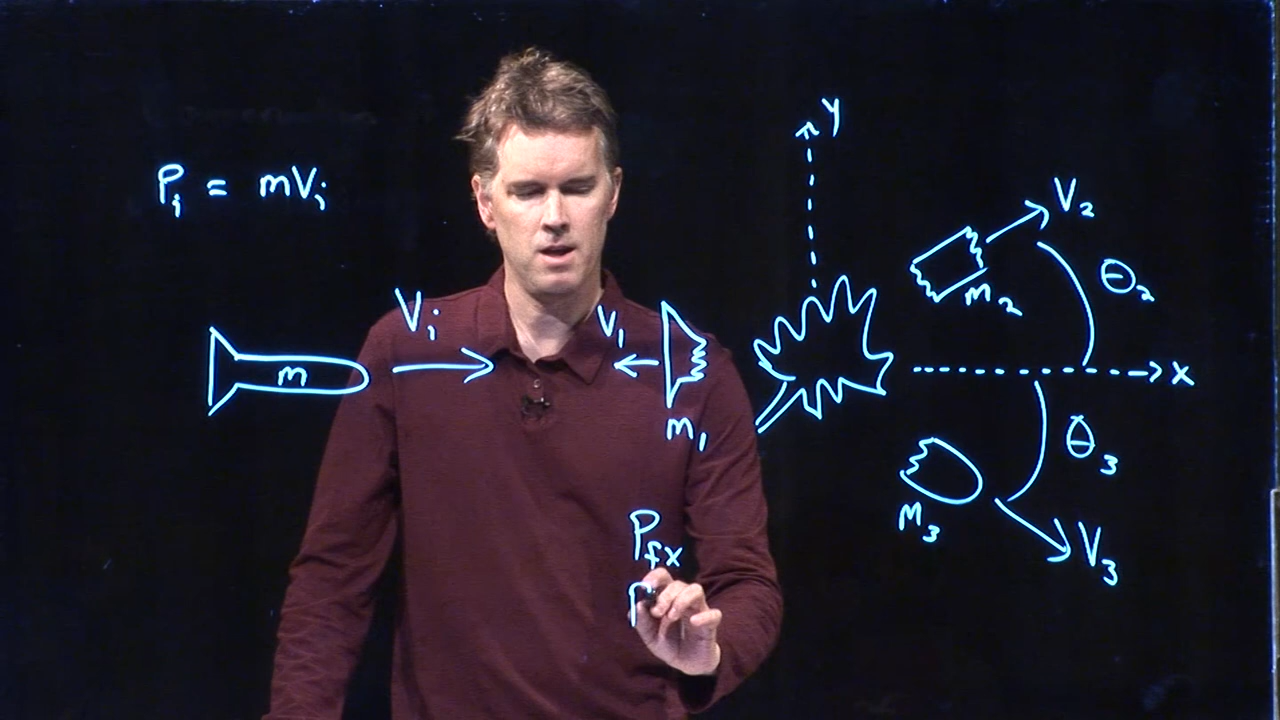 y
P_i = mV_i
V_2
m_2
θ_2
V_i
V_1
m
x
m_1
θ_3
m_3
V_3
P_fx
P